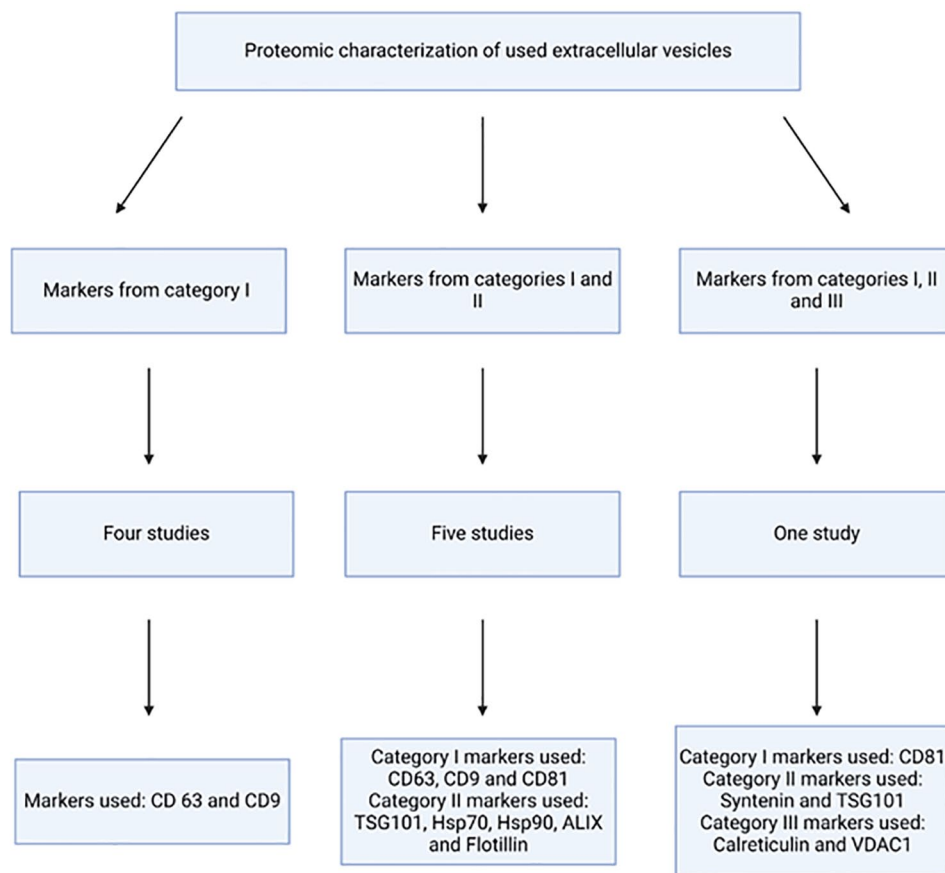 Proteomic characterization of used extracellular vesicles
Markers from category I
Markers from categories I and
II
Markers from categories I, II
and III
Four studies
Five studies
One study
Markers used: CD 63 and CD9
Category I markers used:
CD63, CD9 and CD81
Category II markers used:
TSG101, Hsp70, Hsp90, ALIX
and Flotillin
Category I markers used: CD81
Category II markers used:
Syntenin and TSG101
Category III markers used:
Calreticulin and VDAC1